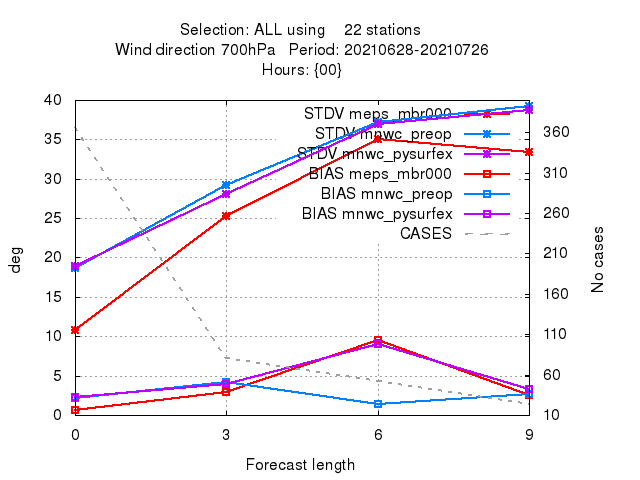 Selection: ALL using 22 stations
Wind direction 700hPa Period: 20210628-20210726
Hours: {00}
STDV meps_mbr000
STDV mnwc_preop
STDV mnwc_pysurfex
BIAS meps_mbr000
BIAS mnwc_preop
BIAS mnwc_pysurfex
CASES
40
35
30
25
20
15
10
5
0
deg
360
310
260
210
160
110
60
10
No cases
0 3 6 9
Forecast length